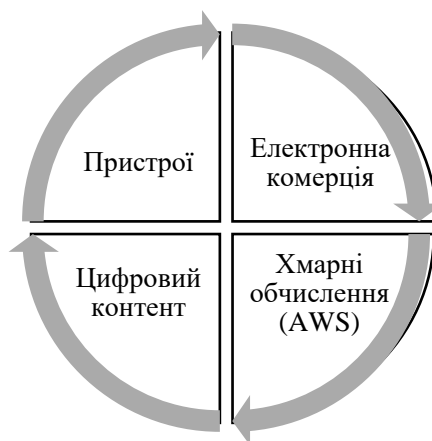 Пристрої
Електронна
комерція
Цифровий
контент
Хмарні
обчислення
(AWS)